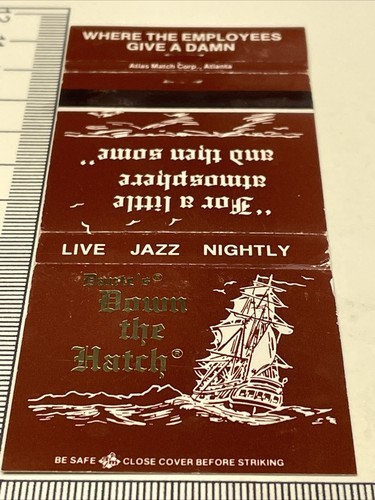 WHERE THE EMPLOYEES
GIVE A DAMN
Atlas Match Corp., Atlanta
“For a little
atmosphere
and then some”
LIVE JAZZ NIGHTLY
Dante's®
Down
the
Hatch®
BE SAFE CLOSE COVER BEFORE STRIKING